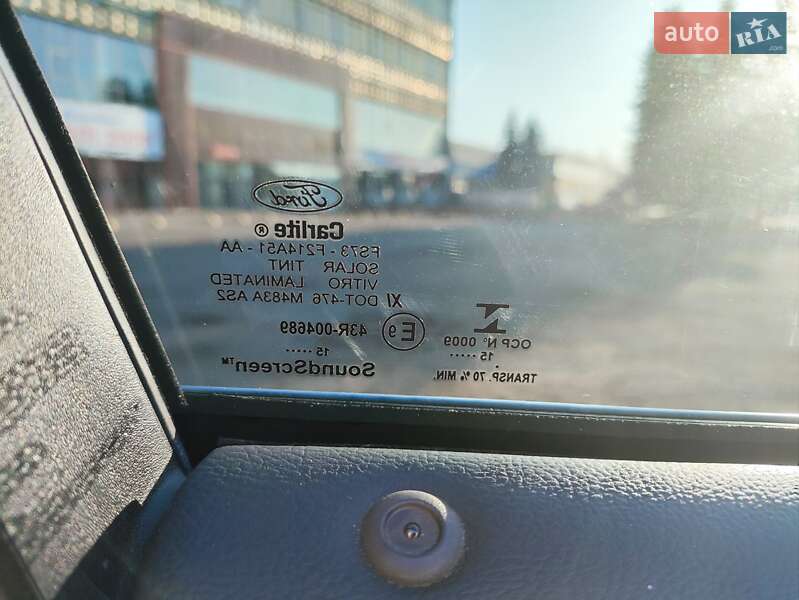 auto RIA .com
Ford
Carlite ®
FS73 - F214A51 - AA
SOLAR TINT
VITRO LAMINATED
XI DOT-476 M483A AS2
43R-004689 E9
15 .....
SoundScreen™
OCP N° 0009
15 .....
TRANSP. 70 % MIN.